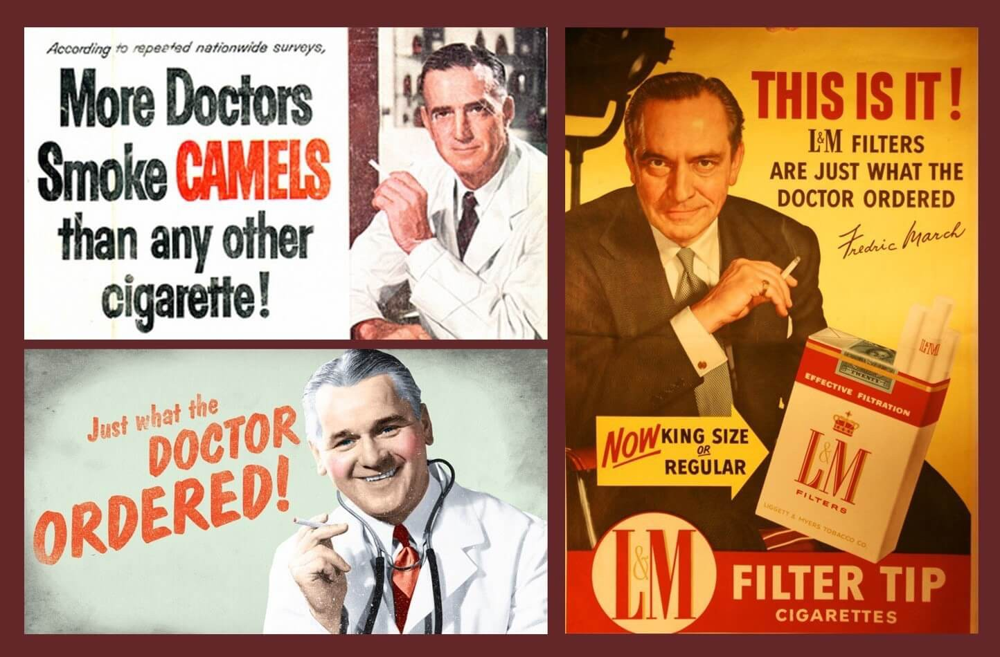 According to repeated nationwide surveys,
More Doctors
Smoke CAMELS
than any other
cigarette!
Just what the
DOCTOR
ORDERED!
THIS IS IT!
L&M FILTERS
ARE JUST WHAT THE
DOCTOR ORDERED
Fredric March
L&M
TWENTY
EFFECTIVE FILTRATION
L&M
FILTERS
LIGGETT & MYERS TOBACCO CO.
NOW KING SIZE
OR
REGULAR
L&M
FILTER TIP
CIGARETTES